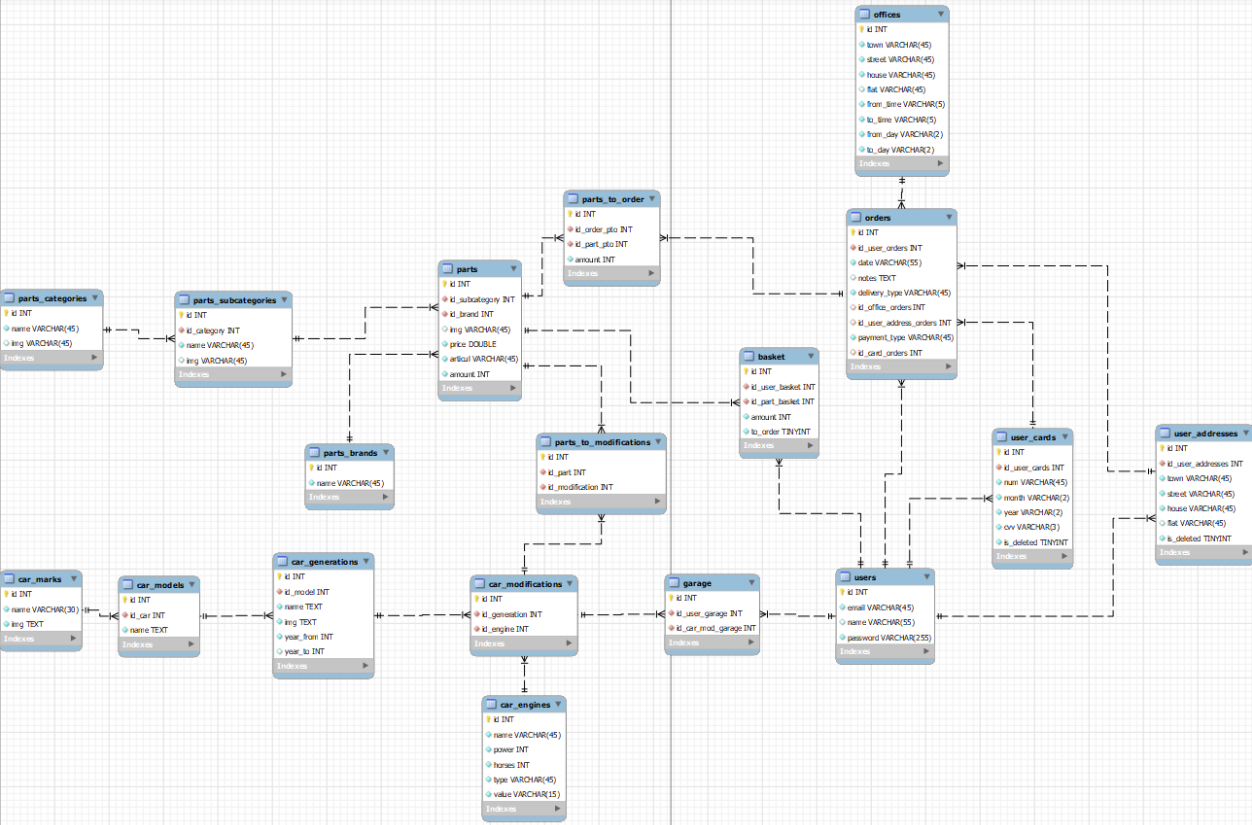 offices
id INT
town VARCHAR(45)
street VARCHAR(45)
house VARCHAR(45)
flat VARCHAR(45)
from_time VARCHAR(5)
to_time VARCHAR(5)
from_day VARCHAR(2)
to_day VARCHAR(2)
Indexes
parts_to_order
id INT
id_order_pto INT
id_part_pto INT
amount INT
Indexes
orders
id INT
id_user_orders INT
date VARCHAR(55)
notes TEXT
delivery_type VARCHAR(45)
id_office_orders INT
id_user_address_orders INT
payment_type VARCHAR(45)
id_card_orders INT
Indexes
parts_categories
id INT
name VARCHAR(45)
img VARCHAR(45)
Indexes
parts_subcategories
id INT
id_category INT
name VARCHAR(45)
img VARCHAR(45)
Indexes
parts
id INT
id_subcategory INT
id_brand INT
img VARCHAR(45)
price DOUBLE
articul VARCHAR(45)
amount INT
Indexes
basket
id INT
id_user_basket INT
id_part_basket INT
amount INT
to_order TINYINT
Indexes
parts_brands
id INT
name VARCHAR(45)
Indexes
parts_to_modifications
id INT
id_part INT
id_modification INT
Indexes
user_cards
id INT
id_user_cards INT
num VARCHAR(45)
month VARCHAR(2)
year VARCHAR(2)
cvv VARCHAR(3)
is_deleted TINYINT
Indexes
user_addresses
id INT
id_user_addresses INT
town VARCHAR(45)
street VARCHAR(45)
house VARCHAR(45)
flat VARCHAR(45)
is_deleted TINYINT
Indexes
car_marks
id INT
name VARCHAR(30)
img TEXT
Indexes
car_models
id INT
id_car INT
name TEXT
Indexes
car_generations
id INT
id_model INT
name TEXT
img TEXT
year_from INT
year_to INT
Indexes
car_modifications
id INT
id_generation INT
id_engine INT
Indexes
garage
id INT
id_user_garage INT
id_car_mod_garage INT
Indexes
users
id INT
email VARCHAR(45)
name VARCHAR(55)
password VARCHAR(255)
Indexes
car_engines
id INT
name VARCHAR(45)
power INT
horses INT
type VARCHAR(45)
value VARCHAR(15)
Indexes